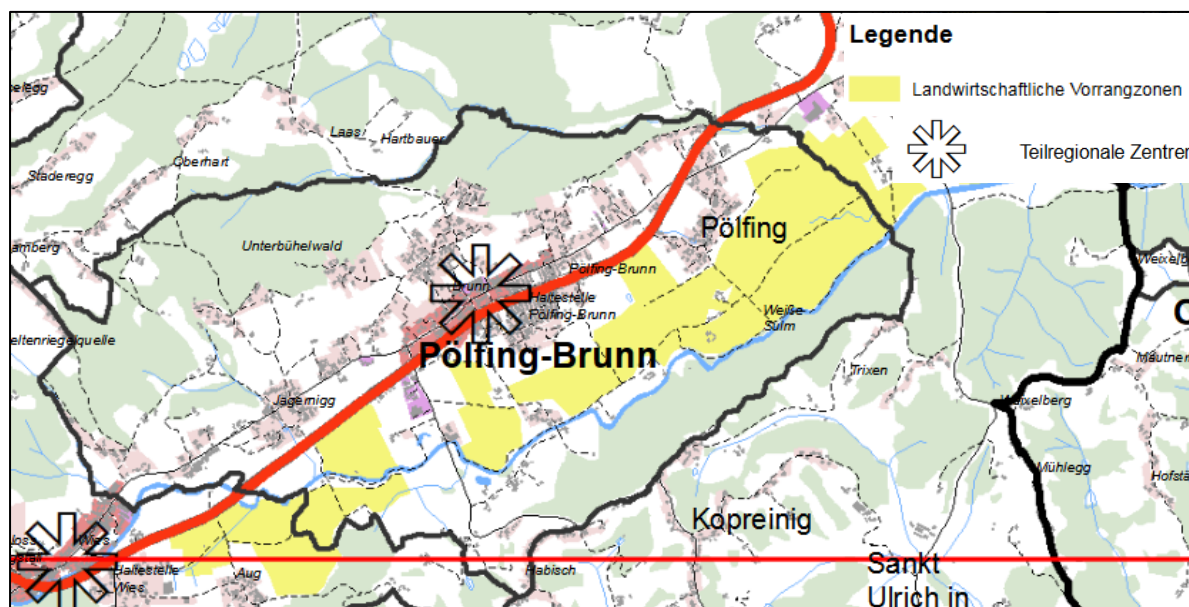 Legende
Landwirtschaftliche Vorrangzonen
Teilregionale Zentren
Laas
Hartbauer
Oberhart
Staderegg
Unterbühelwald
Pölfing
Pölfing-Brunn
Brunn
Haltestelle
Pölfing-Brunn
Weiße
Sulm
Pölfing-Brunn
Jagernigg
Trixen
Weixelberg
Mühlegg
Kopreinig
Wies
Haltestelle
Wies
Aug
Habisch
Sankt
Ulrich in